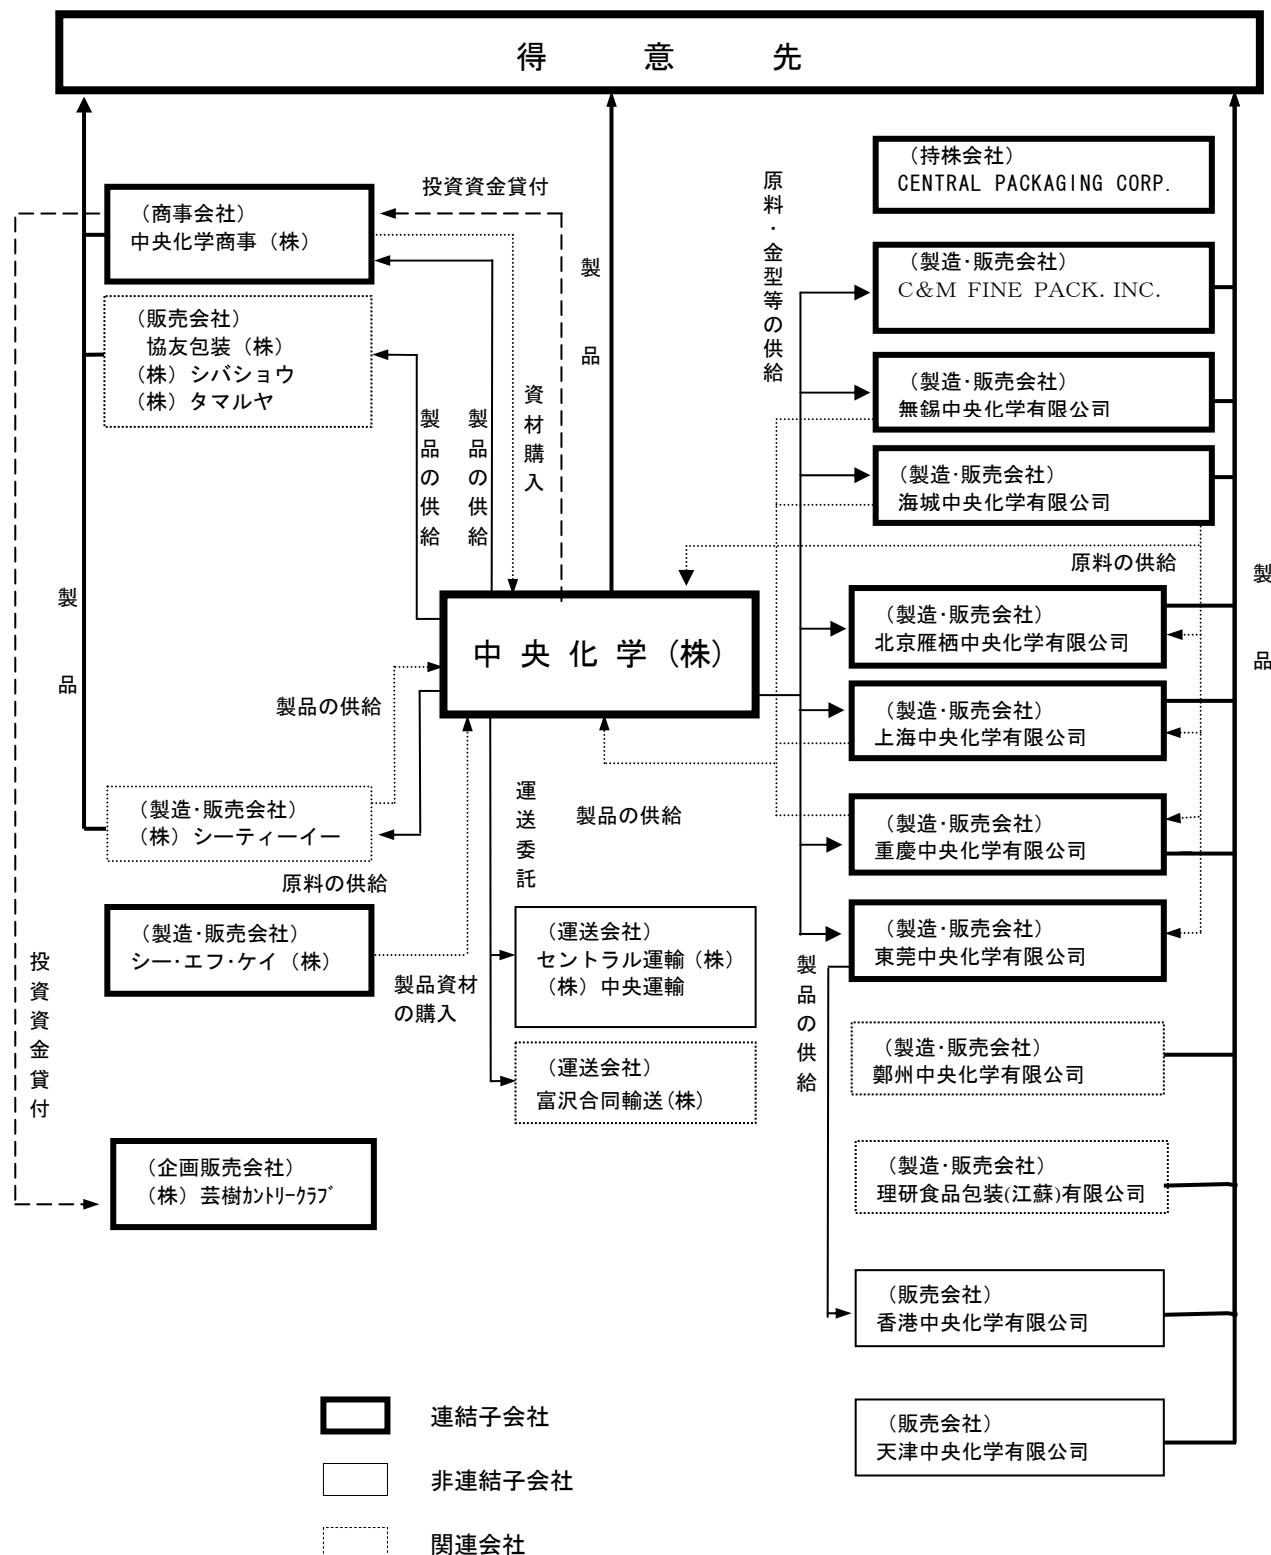 得意先
(持株会社)
CENTRAL PACKAGING CORP.
投資資金貸付
原料・金型等の供給
(商事会社)
中央化学商事(株)
製品
(製造・販売会社)
C&M FINE PACK. INC.
(販売会社)
協友包装(株)
(株)シバショウ
(株)タマルヤ
(製造・販売会社)
無錫中央化学有限公司
製品の供給
製品の供給
資材購入
(製造・販売会社)
海城中央化学有限公司
原料の供給
製品
製品
中央化学(株)
(製造・販売会社)
北京雁栖中央化学有限公司
製品の供給
(製造・販売会社)
上海中央化学有限公司
(製造・販売会社)
(株)シーティーイー
運送委託
製品の供給
(製造・販売会社)
重慶中央化学有限公司
原料の供給
(製造・販売会社)
シー・エフ・ケイ(株)
製品資材
の購入
(運送会社)
セントラル運輸(株)
(株)中央運輸
(製造・販売会社)
東莞中央化学有限公司
投資資金貸付
製品の供給
(運送会社)
富沢合同輸送(株)
(製造・販売会社)
鄭州中央化学有限公司
(企画販売会社)
(株)芸樹ｶﾝﾄﾘｰｸﾗﾌﾞ
(製造・販売会社)
理研食品包装(江蘇)有限公司
(販売会社)
香港中央化学有限公司
(販売会社)
天津中央化学有限公司
連結子会社
非連結子会社
関連会社